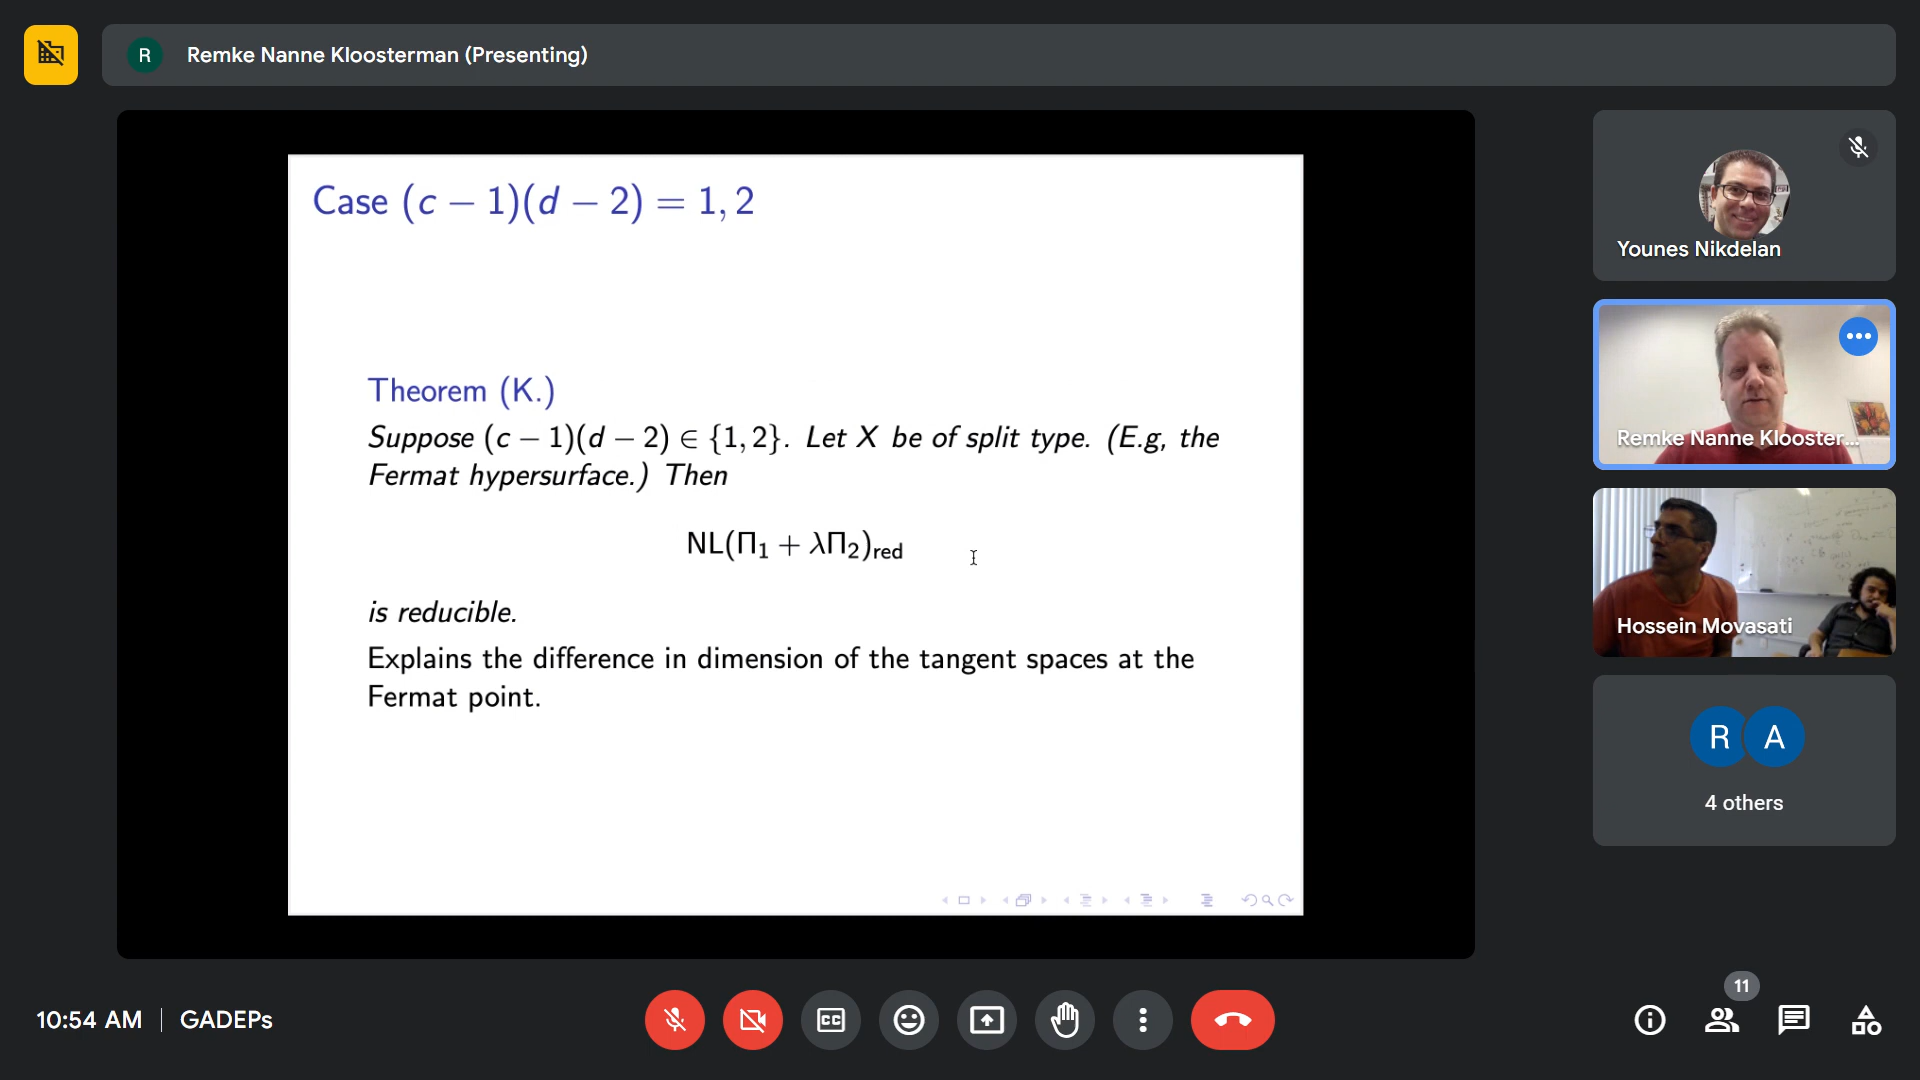 R Remke Nanne Kloosterman (Presenting)
Case (c − 1)(d − 2) = 1, 2
Theorem (K.)
Suppose (c − 1)(d − 2) ∈ {1, 2}. Let X be of split type. (E.g, the
Fermat hypersurface.) Then
NL(Π₁ + λΠ₂)red
is reducible.
Explains the difference in dimension of the tangent spaces at the
Fermat point.
Younes Nikdelan
Remke Nanne Klooster...
Hossein Movasati
R A
4 others
10:54 AM | GADEPs
CC
11